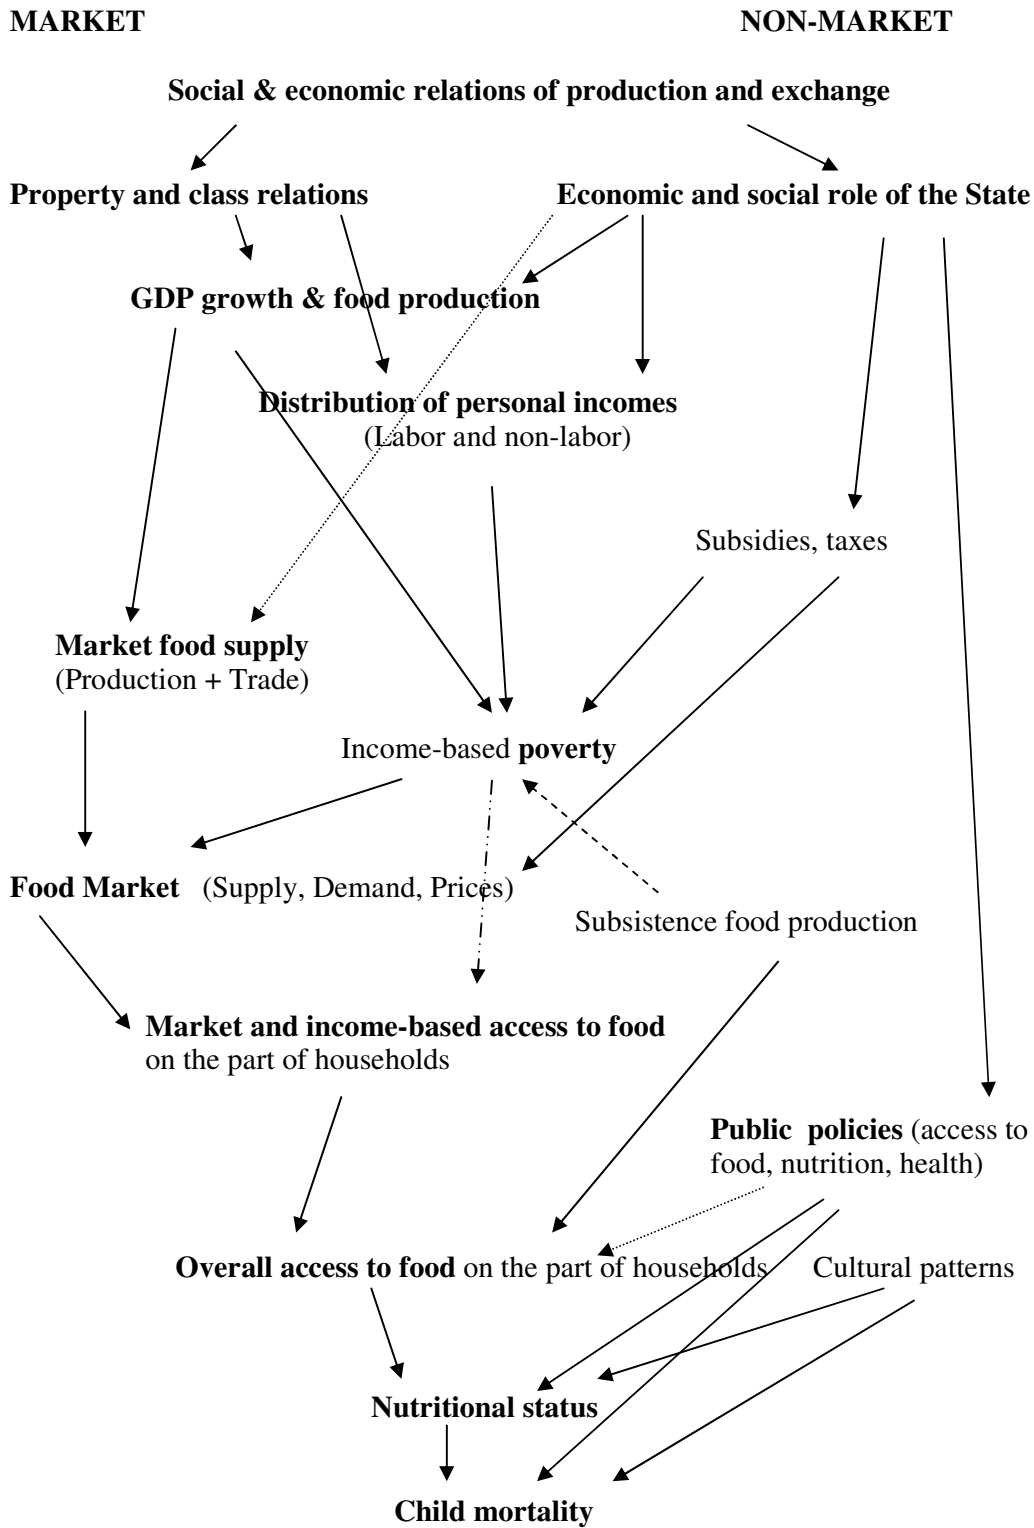 MARKET NON-MARKET
Social & economic relations of production and exchange
Property and class relations Economic and social role of the State
GDP growth & food production
Distribution of personal incomes
(Labor and non-labor)
Subsidies, taxes
Market food supply
(Production + Trade)
Income-based poverty
Food Market (Supply, Demand, Prices)
Subsistence food production
Market and income-based access to food
on the part of households
Public policies (access to
food, nutrition, health)
Overall access to food on the part of households Cultural patterns
Nutritional status
Child mortality